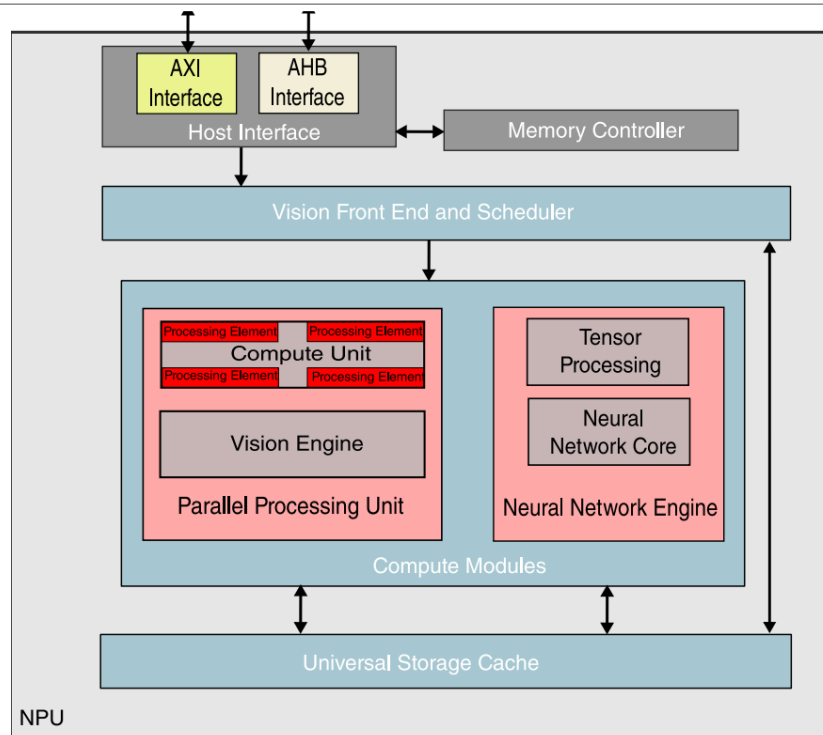 AXI
Interface
AHB
Interface
Host Interface
Memory Controller
Vision Front End and Scheduler
Processing Element
Processing Element
Compute Unit
Processing Element
Processing Element
Vision Engine
Parallel Processing Unit
Tensor
Processing
Neural
Network Core
Neural Network Engine
Compute Modules
Universal Storage Cache
NPU